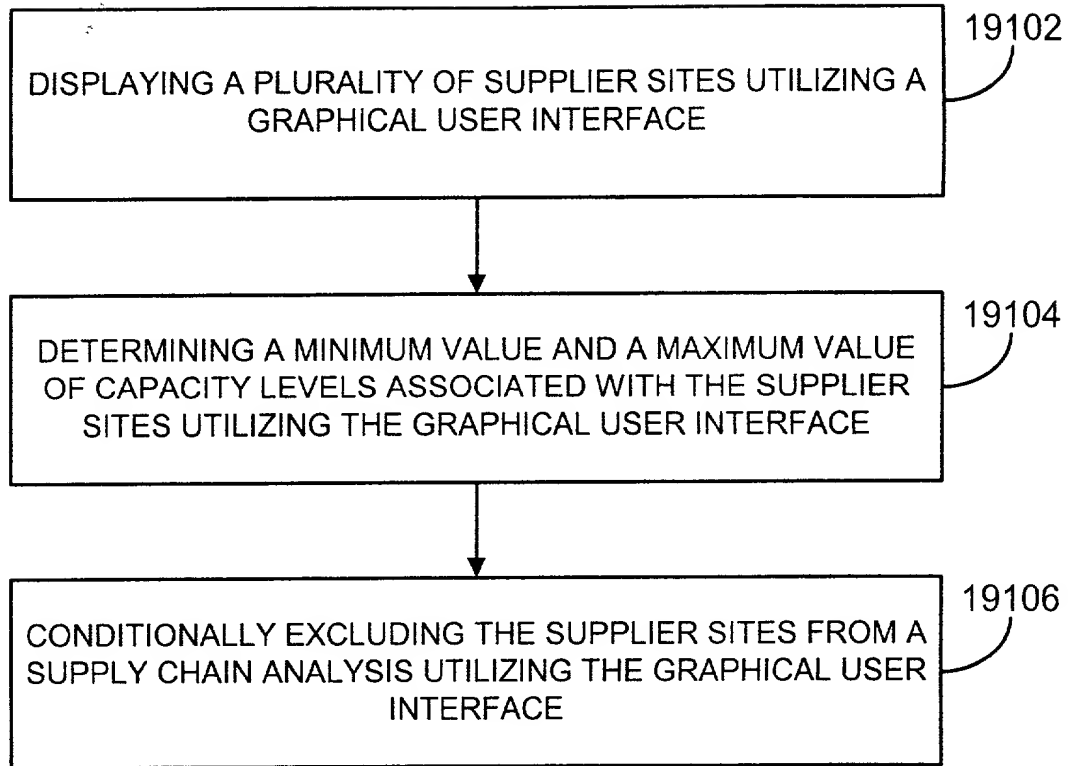 19102
DISPLAYING A PLURALITY OF SUPPLIER SITES UTILIZING A
GRAPHICAL USER INTERFACE
19104
DETERMINING A MINIMUM VALUE AND A MAXIMUM VALUE
OF CAPACITY LEVELS ASSOCIATED WITH THE SUPPLIER
SITES UTILIZING THE GRAPHICAL USER INTERFACE
19106
CONDITIONALLY EXCLUDING THE SUPPLIER SITES FROM A
SUPPLY CHAIN ANALYSIS UTILIZING THE GRAPHICAL USER
INTERFACE